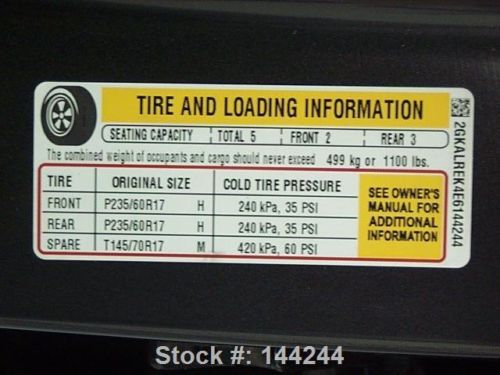 TIRE AND LOADING INFORMATION
SEATING CAPACITY TOTAL 5 FRONT 2 REAR 3
The combined weight of occupants and cargo should never exceed 499 kg or 1100 lbs.
TIRE ORIGINAL SIZE COLD TIRE PRESSURE
FRONT P235/60R17 H 240 kPa, 35 PSI
REAR P235/60R17 H 240 kPa, 35 PSI
SPARE T145/70R17 M 420 kPa, 60 PSI
SEE OWNER'S
MANUAL FOR
ADDITIONAL
INFORMATION
2GKALREK4E6144244
Stock #: 144244